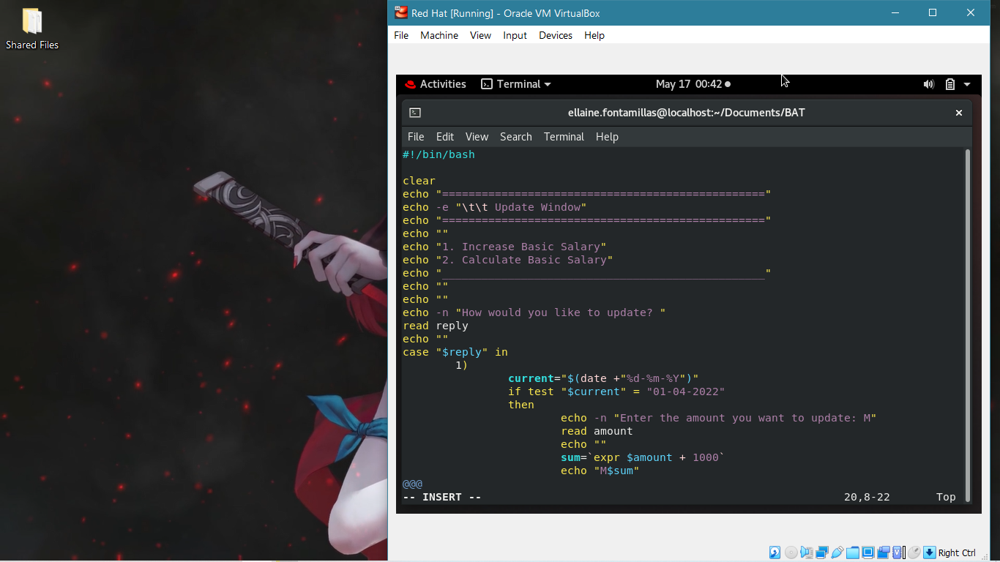 Shared Files
Red Hat [Running] - Oracle VM VirtualBox
File Machine View Input Devices Help
Activities Terminal May 17 00:42
ellaine.fontamillas@localhost:~/Documents/BAT
File Edit View Search Terminal Help
#!/bin/bash
clear
echo "================================================="
echo -e "\t\t Update Window"
echo "================================================="
echo ""
echo "1. Increase Basic Salary"
echo "2. Calculate Basic Salary"
echo "_________________________________________________"
echo ""
echo ""
echo -n "How would you like to update? "
read reply
echo ""
case "$reply" in
1)
current="$(date +"%d-%m-%Y")"
if test "$current" = "01-04-2022"
then
echo -n "Enter the amount you want to update: M"
read amount
echo ""
sum=`expr $amount + 1000`
echo "M$sum"
@@@
-- INSERT -- 20,8-22 Top
Right Ctrl